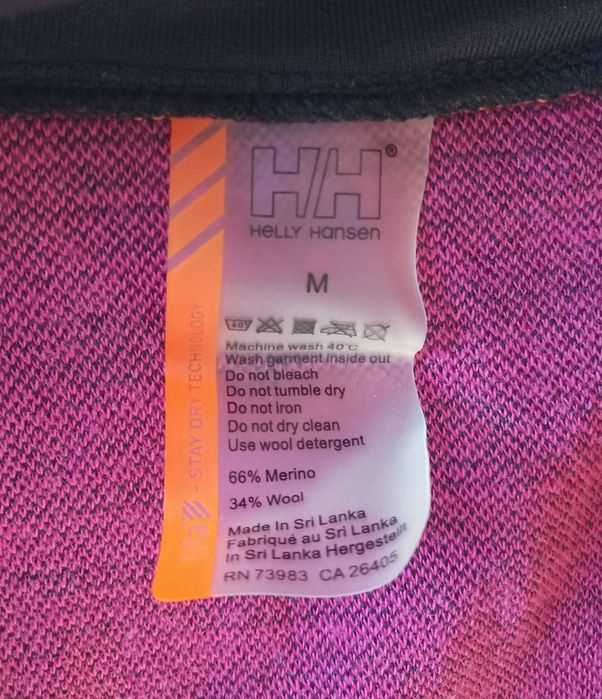 H/H®
HELLY HANSEN
M
40
Machine wash 40°C
Wash garment inside out
Do not bleach
Do not tumble dry
Do not iron
Do not dry clean
Use wool detergent
66% Merino
34% Wool
Made In Sri Lanka
Fabriqué au Sri Lanka
In Sri Lanka Hergestellt
RN 73983 CA 26405
- STAY DRY TECHNOLOGY